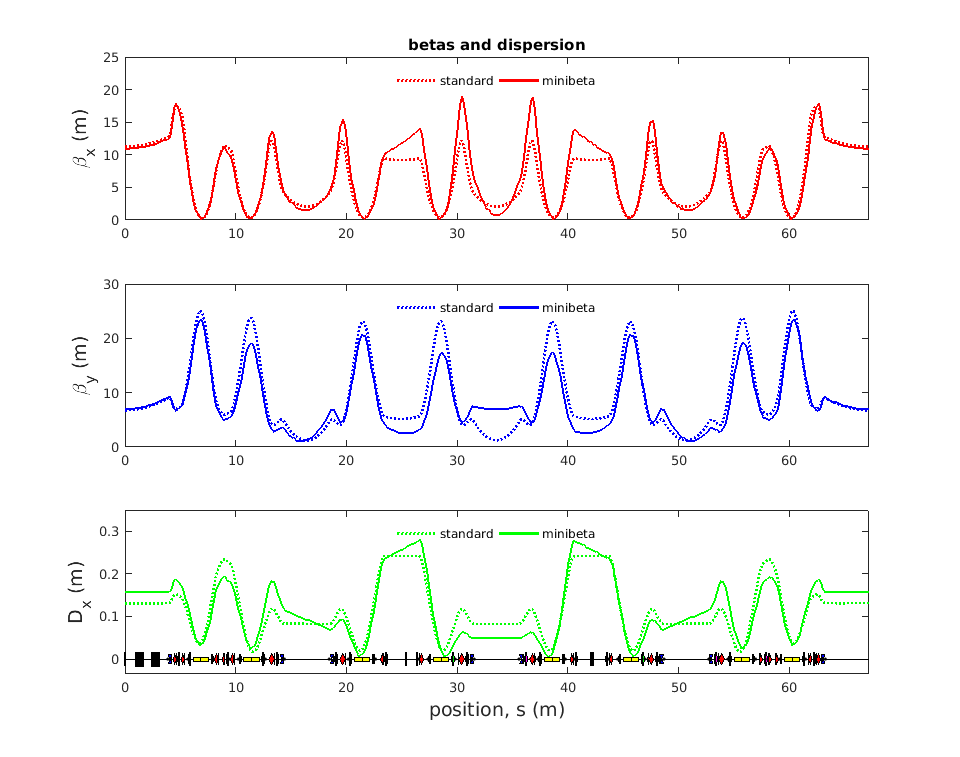 betas and dispersion
25
20
15
10
5
0
β_x (m)
standard minibeta
0 10 20 30 40 50 60
30
20
10
0
β_y (m)
standard minibeta
0 10 20 30 40 50 60
0.3
0.2
0.1
0
D_x (m)
standard minibeta
0 10 20 30 40 50 60
position, s (m)